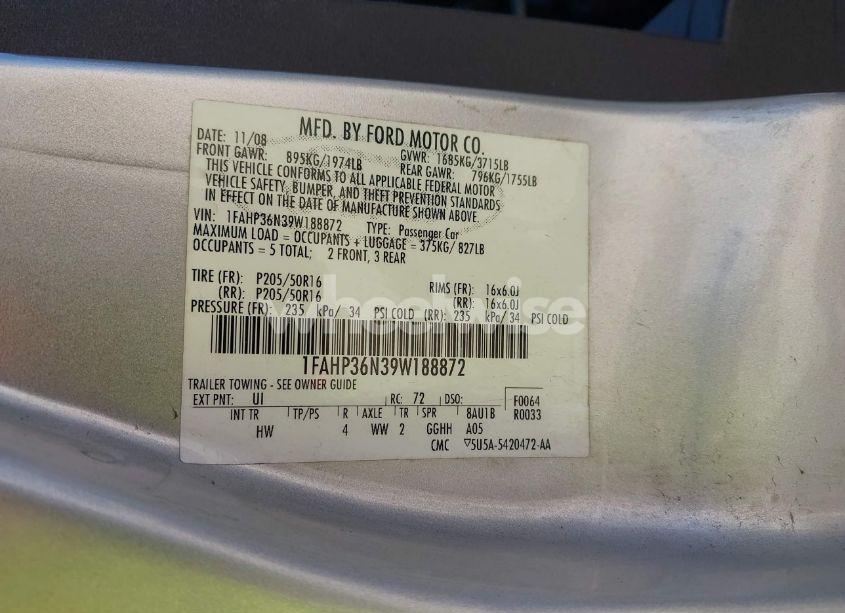 MFD. BY FORD MOTOR CO.
DATE: 11/08
FRONT GAWR: 895KG/1974LB
GVWR: 1685KG/3715LB
REAR GAWR: 796KG/1755LB
THIS VEHICLE CONFORMS TO ALL APPLICABLE FEDERAL MOTOR
VEHICLE SAFETY, BUMPER, AND THEFT PREVENTION STANDARDS
IN EFFECT ON THE DATE OF MANUFACTURE SHOWN ABOVE.
VIN: 1FAHP36N39W188872 TYPE: Passenger Car
MAXIMUM LOAD = OCCUPANTS + LUGGAGE = 375KG/ 827LB
OCCUPANTS = 5 TOTAL; 2 FRONT, 3 REAR
TIRE (FR): P205/50R16 RIMS (FR): 16x6.0J
(RR): P205/50R16 (RR): 16x6.0J
PRESSURE (FR): 235 kPa/ 34 PSI COLD (RR): 235 kPa/ 34 PSI COLD
wheelwise
1FAHP36N39W188872
TRAILER TOWING - SEE OWNER GUIDE
EXT PNT: UI RC: 72 DSO: F0064
INT TR TP/PS R AXLE TR SPR 8AU1B R0033
HW 4 WW 2 GGHH A05
CMC ▽5U5A-5420472-AA